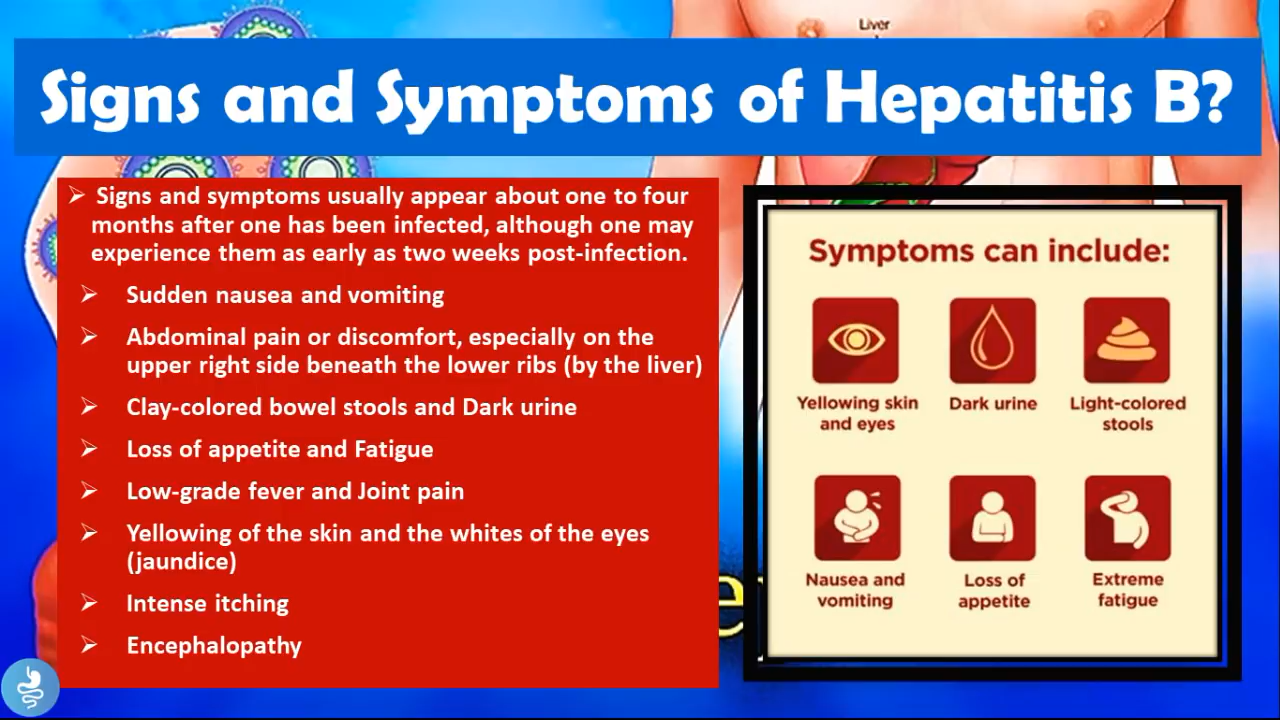 Liver
Signs and Symptoms of Hepatitis B?
➢ Signs and symptoms usually appear about one to four
months after one has been infected, although one may
experience them as early as two weeks post-infection.
➢ Sudden nausea and vomiting
➢ Abdominal pain or discomfort, especially on the
upper right side beneath the lower ribs (by the liver)
➢ Clay-colored bowel stools and Dark urine
➢ Loss of appetite and Fatigue
➢ Low-grade fever and Joint pain
➢ Yellowing of the skin and the whites of the eyes
(jaundice)
➢ Intense itching
➢ Encephalopathy
Symptoms can include:
Yellowing skin
and eyes
Dark urine
Light-colored
stools
Nausea and
vomiting
Loss of
appetite
Extreme
fatigue